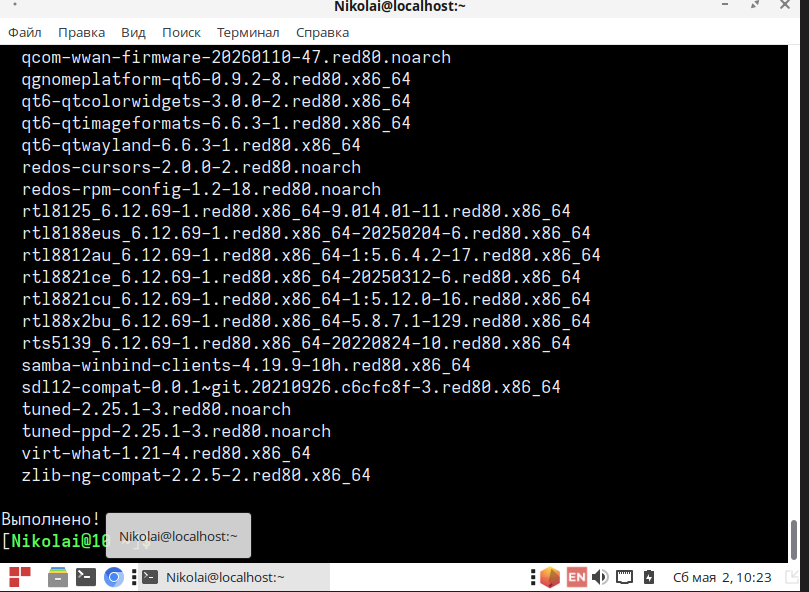 Nikolai@localhost:~
Файл Правка Вид Поиск Терминал Справка
qcom-wwan-firmware-20260110-47.red80.noarch
qgnomeplatform-qt6-0.9.2-8.red80.x86_64
qt6-qtcolorwidgets-3.0.0-2.red80.x86_64
qt6-qtimageformats-6.6.3-1.red80.x86_64
qt6-qtwayland-6.6.3-1.red80.x86_64
redos-cursors-2.0.0-2.red80.noarch
redos-rpm-config-1.2-18.red80.noarch
rtl8125_6.12.69-1.red80.x86_64-9.014.01-11.red80.x86_64
rtl8188eus_6.12.69-1.red80.x86_64-20250204-6.red80.x86_64
rtl8812au_6.12.69-1.red80.x86_64-1:5.6.4.2-17.red80.x86_64
rtl8821ce_6.12.69-1.red80.x86_64-20250312-6.red80.x86_64
rtl8821cu_6.12.69-1.red80.x86_64-1:5.12.0-16.red80.x86_64
rtl88x2bu_6.12.69-1.red80.x86_64-5.8.7.1-129.red80.x86_64
rts5139_6.12.69-1.red80.x86_64-20220824-10.red80.x86_64
samba-winbind-clients-4.19.9-10h.red80.x86_64
sdl12-compat-0.0.1~git.20210926.c6cfc8f-3.red80.x86_64
tuned-2.25.1-3.red80.noarch
tuned-ppd-2.25.1-3.red80.noarch
virt-what-1.21-4.red80.x86_64
zlib-ng-compat-2.2.5-2.red80.x86_64
Выполнено!
[Nikolai@10
Nikolai@localhost:~
Nikolai@localhost:~ EN Сб мая 2, 10:23